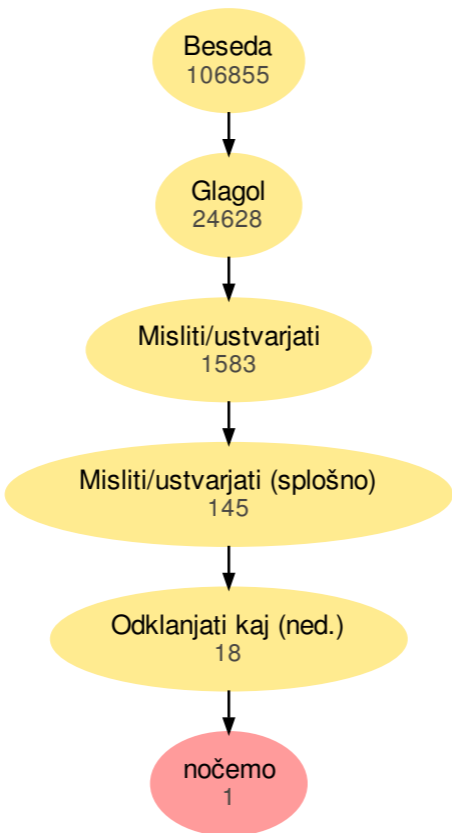 Beseda
106855
Glagol
24628
Misliti/ustvarjati
1583
Misliti/ustvarjati (splošno)
145
Odklanjati kaj (ned.)
18
nočemo
1